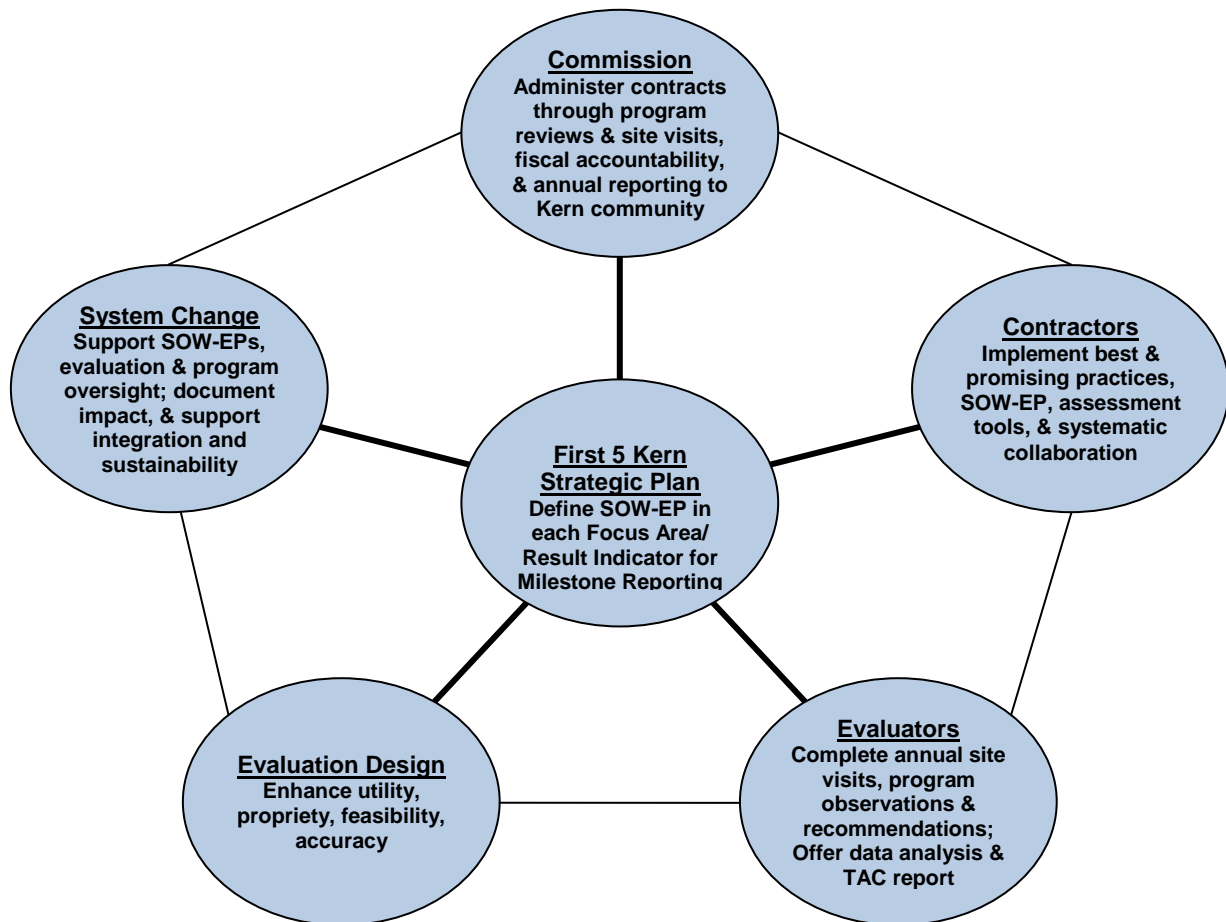 Commission
Administer contracts
through program
reviews & site visits,
fiscal accountability,
& annual reporting to
Kern community
System Change
Support SOW-EPs,
evaluation & program
oversight; document
impact, & support
integration and
sustainability
Contractors
Implement best &
promising practices,
SOW-EP, assessment
tools, & systematic
collaboration
First 5 Kern
Strategic Plan
Define SOW-EP in
each Focus Area/
Result Indicator for
Milestone Reporting
Evaluation Design
Enhance utility,
propriety, feasibility,
accuracy
Evaluators
Complete annual site
visits, program
observations &
recommendations;
Offer data analysis &
TAC report